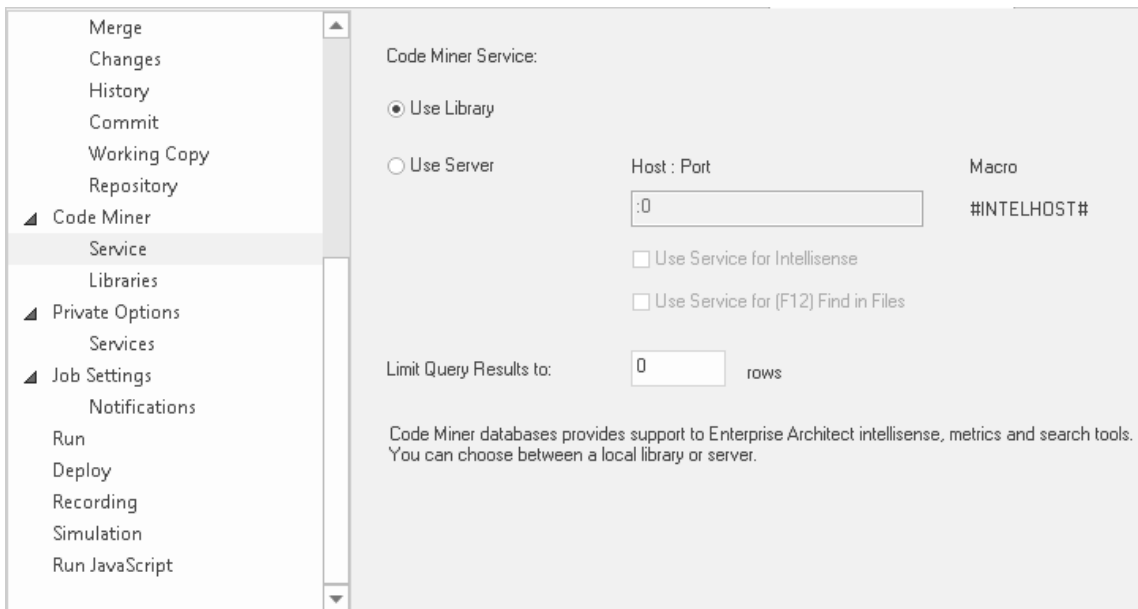 Merge
Changes
History
Commit
Working Copy
Repository
Code Miner
Service
Libraries
Private Options
Services
Job Settings
Notifications
Run
Deploy
Recording
Simulation
Run JavaScript
Code Miner Service:
Use Library
Use Server Host : Port Macro
:0 #INTELHOST#
Use Service for Intellisense
Use Service for (F12) Find in Files
Limit Query Results to: 0 rows
Code Miner databases provides support to Enterprise Architect intellisense, metrics and search tools.
You can choose between a local library or server.